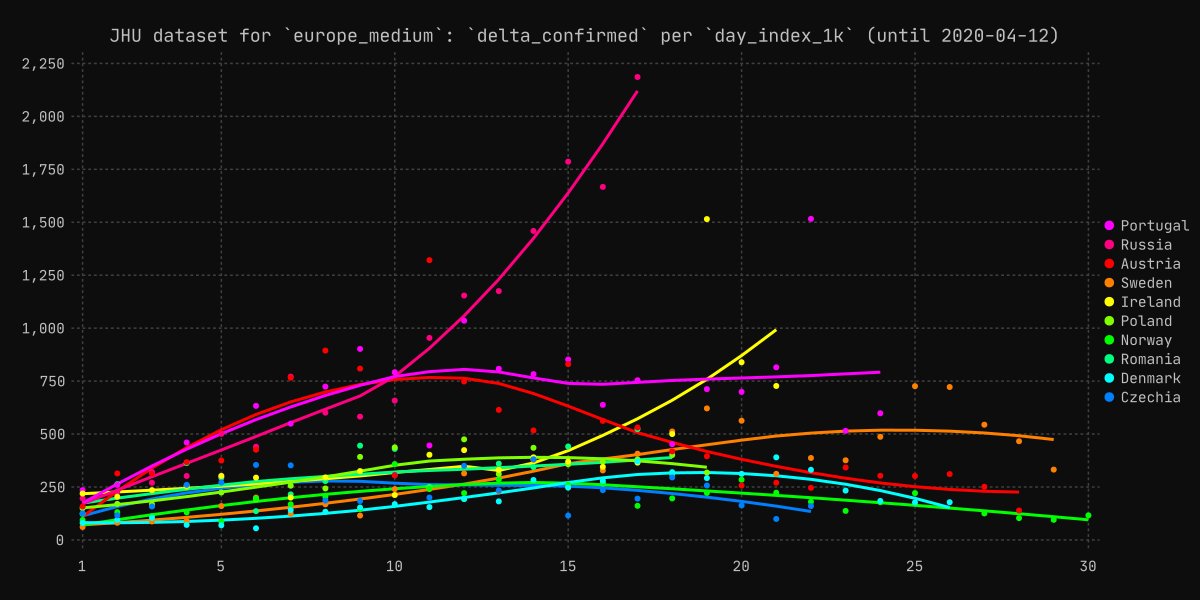 JHU dataset for `europe_medium`: `delta_confirmed` per `day_index_1k` (until 2020-04-12)
2,250
2,000
1,750
1,500
1,250
1,000
750
500
250
0
1 5 10 15 20 25 30
Portugal
Russia
Austria
Sweden
Ireland
Poland
Norway
Romania
Denmark
Czechia